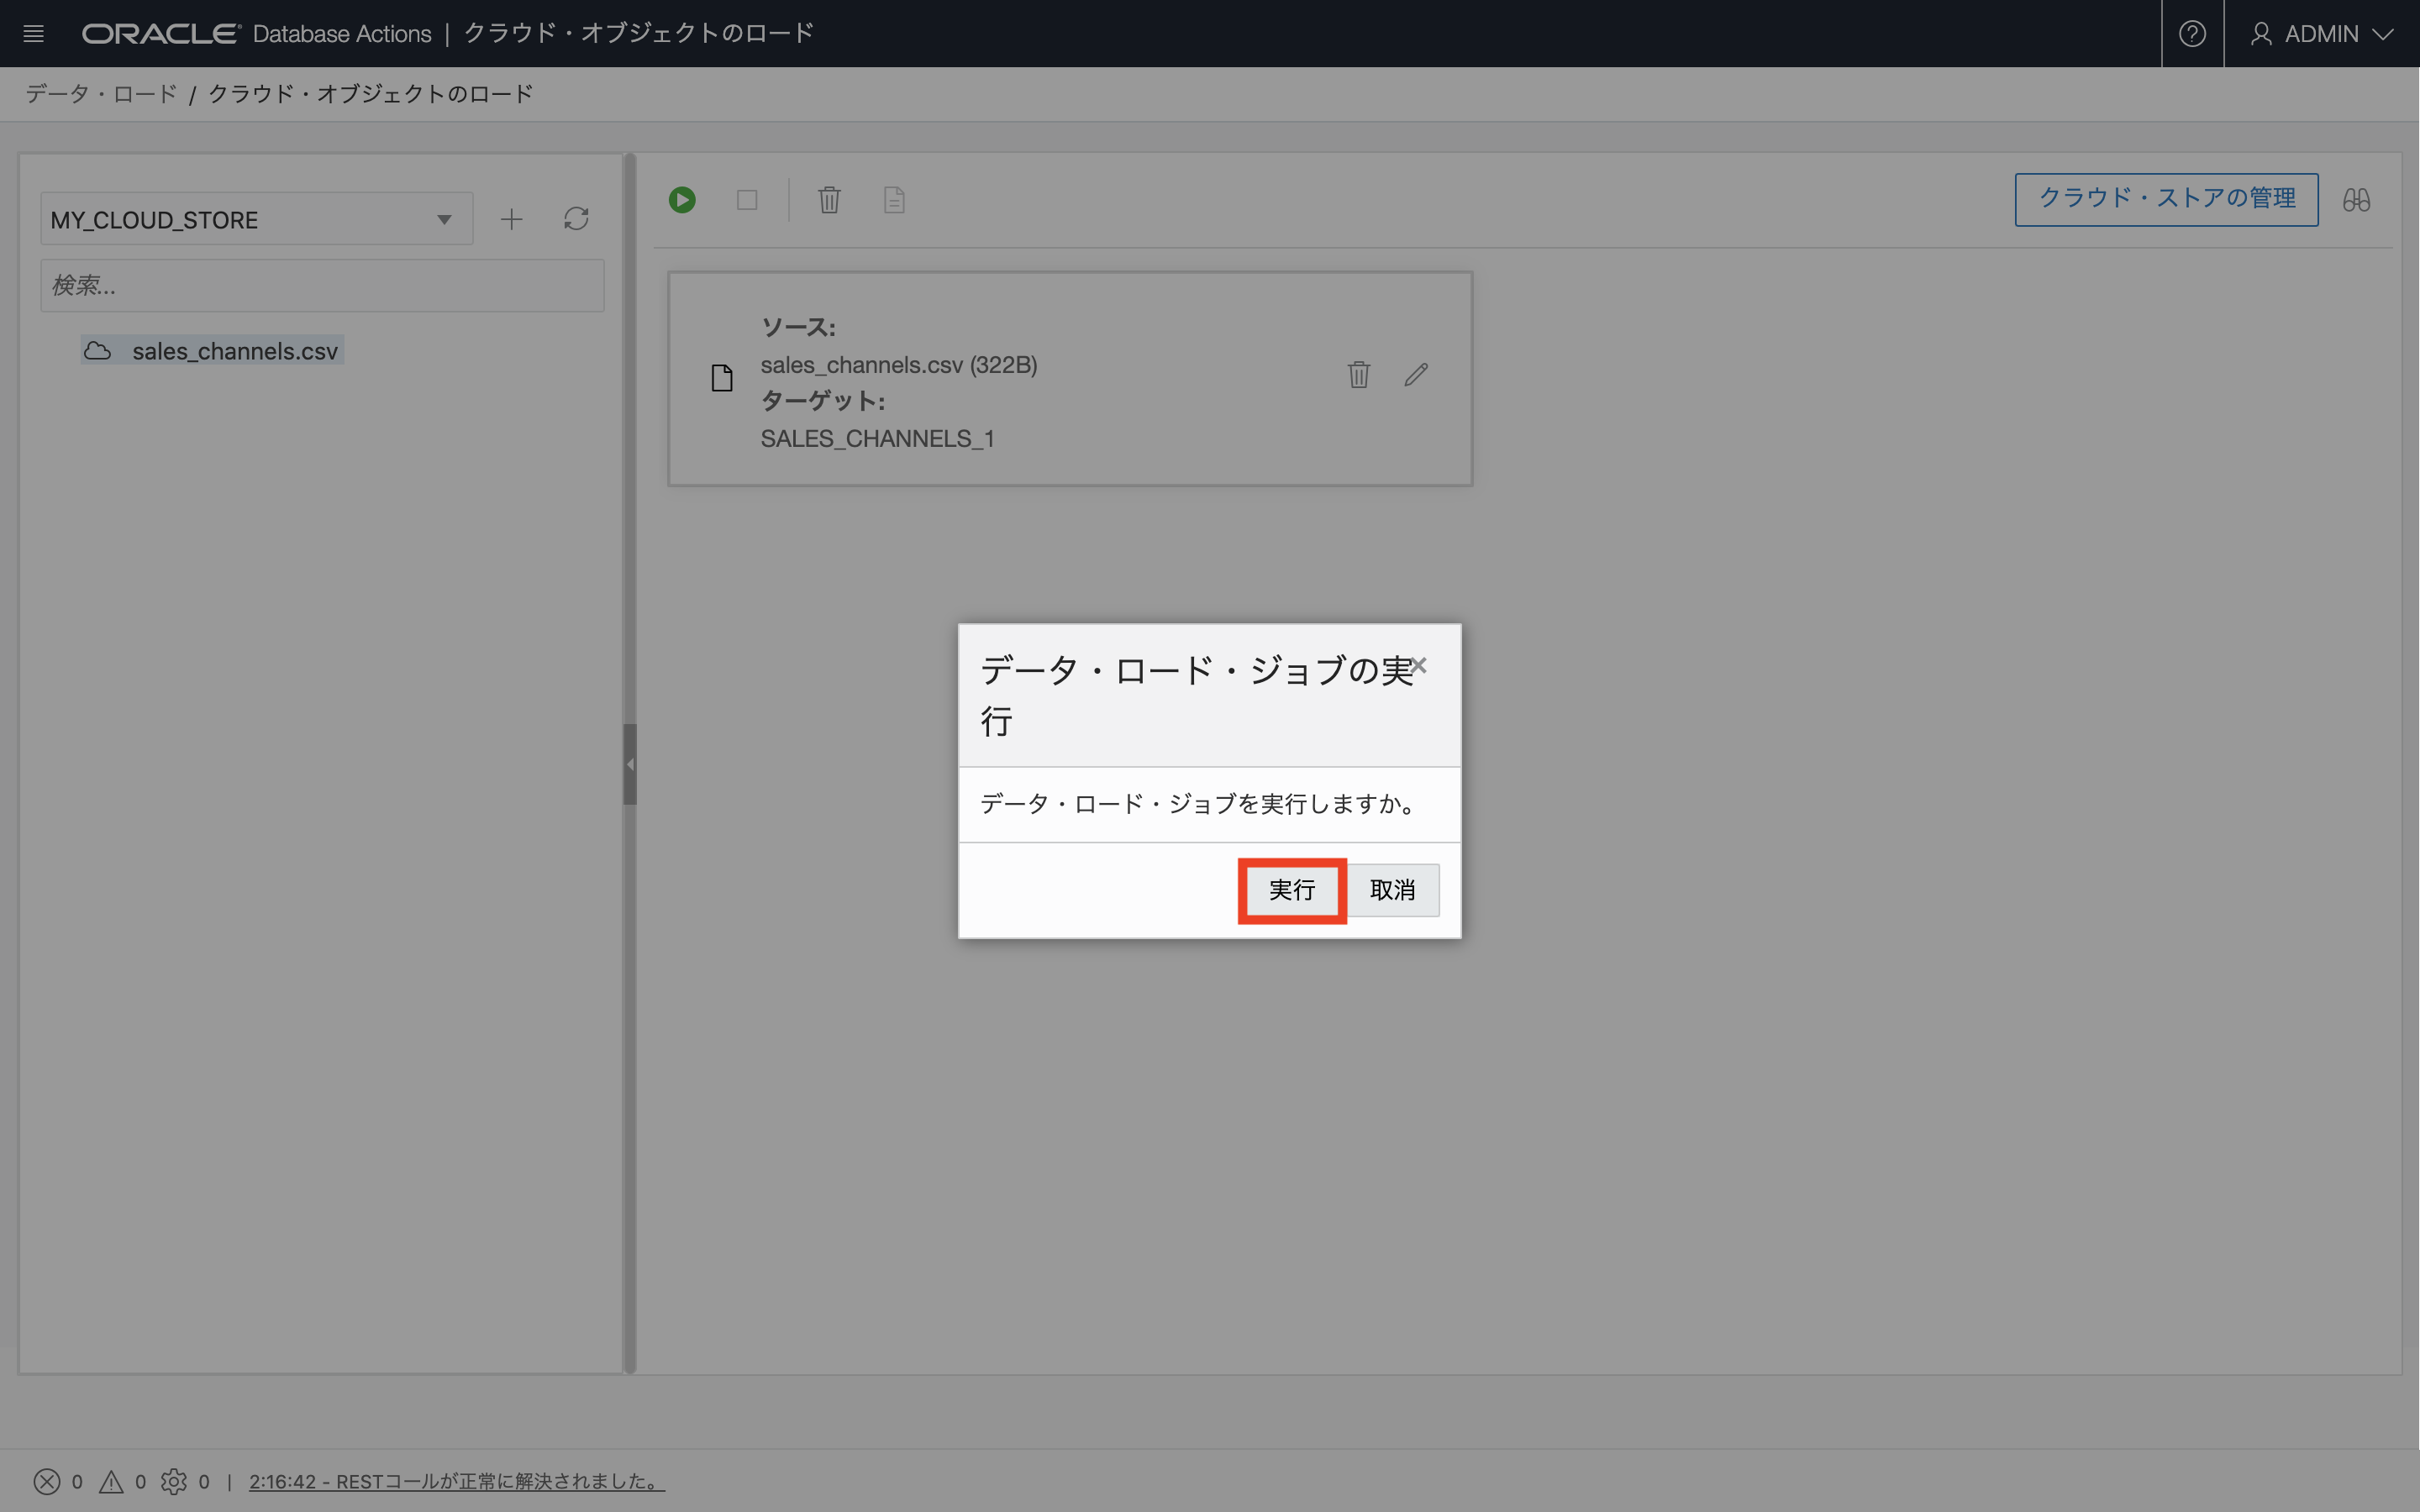 ORACLE Database Actions | クラウド・オブジェクトのロード
ADMIN
データ・ロード / クラウド・オブジェクトのロード
MY_CLOUD_STORE
検索...
sales_channels.csv
クラウド・ストアの管理
ソース:
sales_channels.csv (322B)
ターゲット:
SALES_CHANNELS_1
データ・ロード・ジョブの実
行
データ・ロード・ジョブを実行しますか。
実行
取消
0 0 0 | 2:16:42 - RESTコールが正常に解決されました。